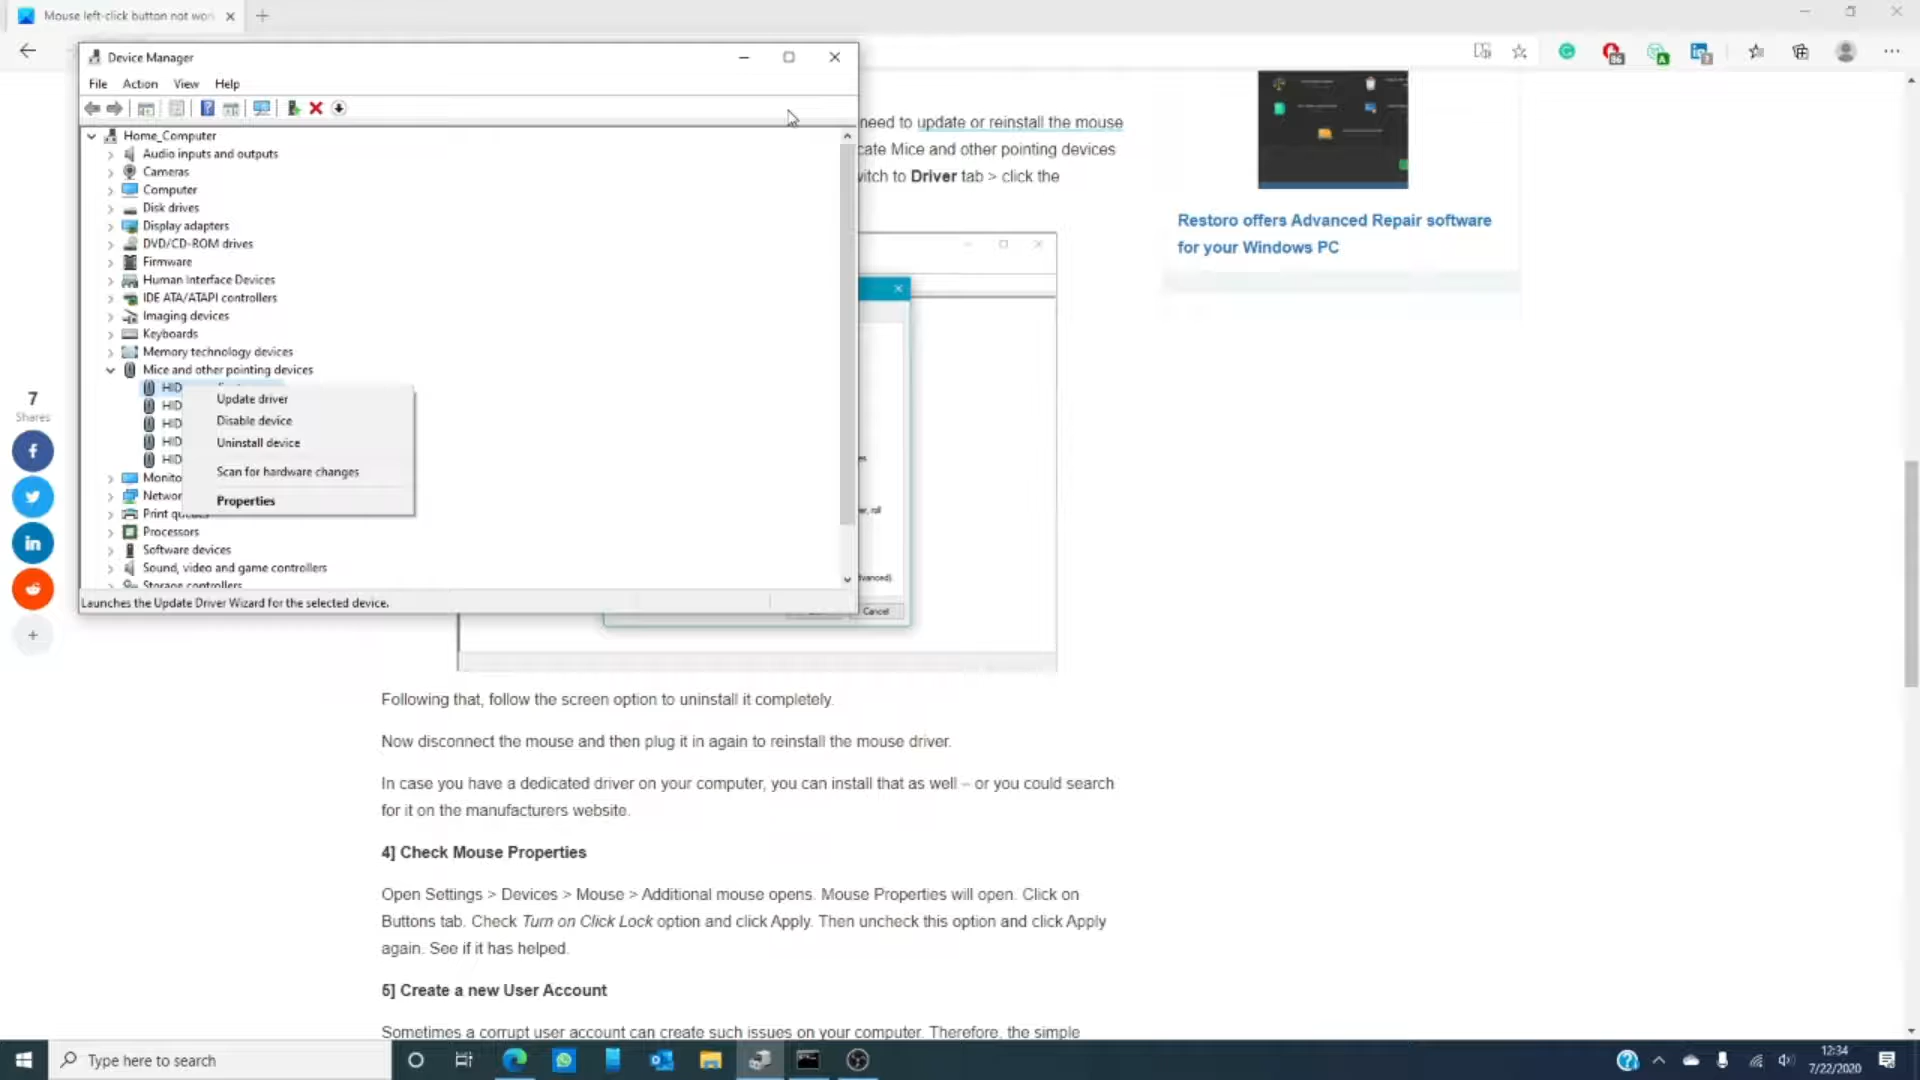 Mouse left-click button not wor
Device Manager
File Action View Help
Home_Computer
Audio inputs and outputs
Cameras
Computer
Disk drives
Display adapters
DVD/CD-ROM drives
Firmware
Human Interface Devices
IDE ATA/ATAPI controllers
Imaging devices
Keyboards
Memory technology devices
Mice and other pointing devices
HID
HID
HID
HID
HID
Update driver
Disable device
Uninstall device
Scan for hardware changes
Properties
Monito
Networ
Print qu
Processors
Software devices
Sound, video and game controllers
Storage controllers
Launches the Update Driver Wizard for the selected device.
need to update or reinstall the mouse
cate Mice and other pointing devices
vitch to Driver tab > click the
er, roll
dvanced).
Cancel
86
A
2
Restoro offers Advanced Repair software
for your Windows PC
7
Shares
Following that, follow the screen option to uninstall it completely.
Now disconnect the mouse and then plug it in again to reinstall the mouse driver.
In case you have a dedicated driver on your computer, you can install that as well – or you could search
for it on the manufacturers website.
4] Check Mouse Properties
Open Settings > Devices > Mouse > Additional mouse opens. Mouse Properties will open. Click on
Buttons tab. Check Turn on Click Lock option and click Apply. Then uncheck this option and click Apply
again. See if it has helped.
5] Create a new User Account
Sometimes a corrupt user account can create such issues on your computer. Therefore, the simple
Type here to search
12:34
7/22/2020